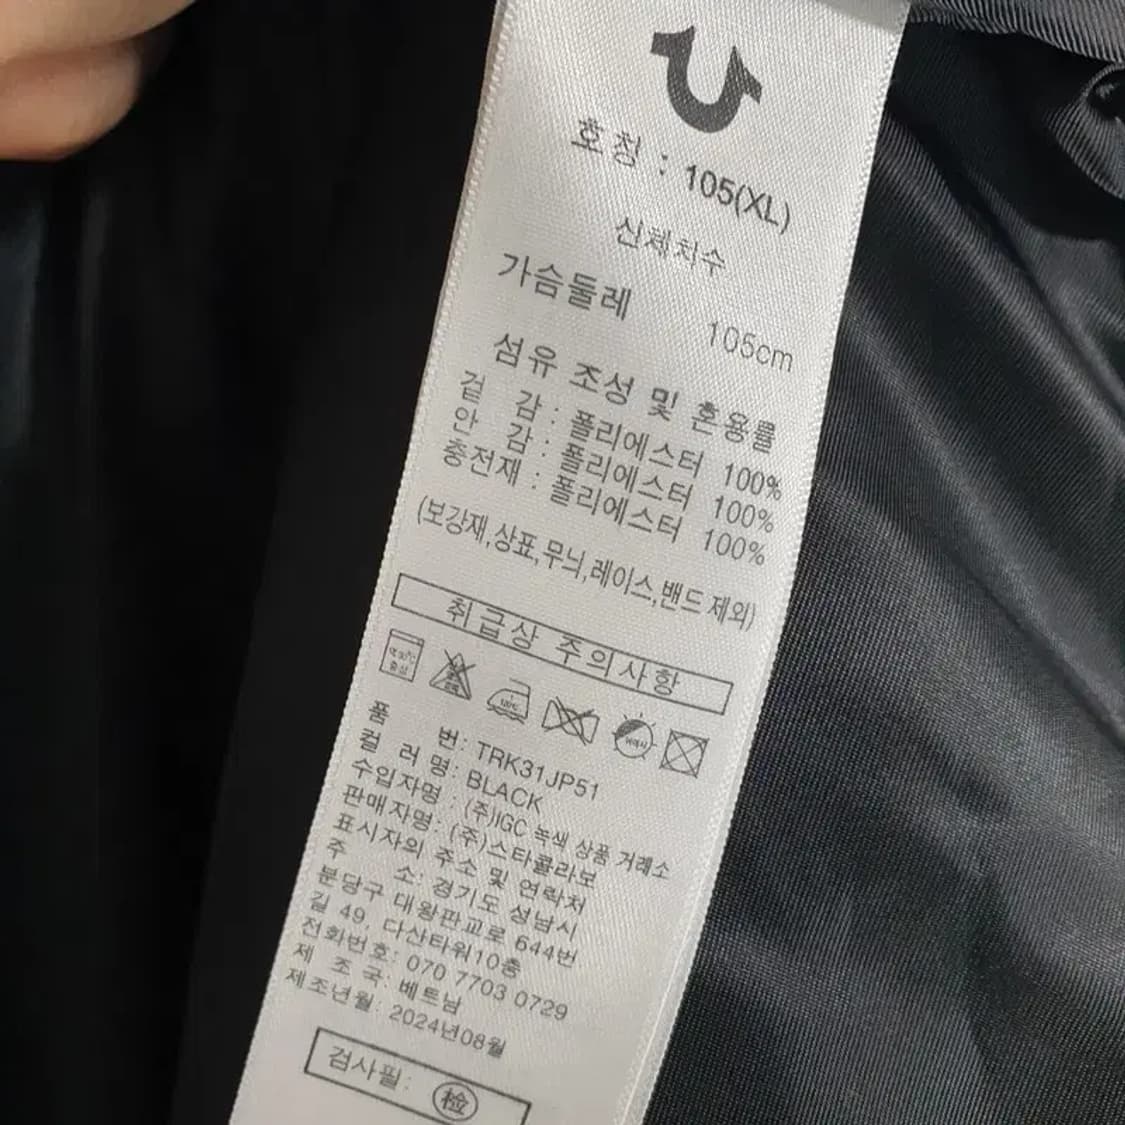 호칭 : 105(XL)
신체치수
가슴둘레 105cm
섬유 조성 및 혼용률
겉 감 : 폴리에스터 100%
안 감 : 폴리에스터 100%
충전재 : 폴리에스터 100%
(보강재,상표,무늬,레이스,밴드 제외)
취급상 주의사항
품 번: TRK31JP51
컬 러 명: BLACK
수입자명 : (주)IGC 녹색 상품 거래소
판매자명: (주)스타콜라보
표시자의 주소 및 연락처
주 소: 경기도 성남시
분당구 대왕판교로 644번
길 49, 다산타워10층
전화번호: 070 7703 0729
제 조 국: 베트남
제조년월: 2024년08월
검사필: 检